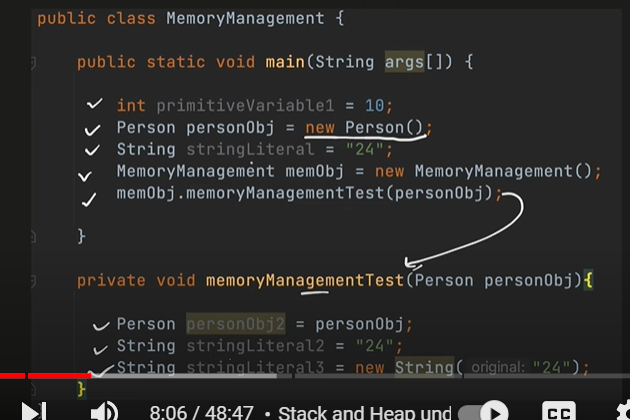 public class MemoryManagement {
public static void main(String args[]) {
int primitiveVariable1 = 10;
Person personObj = new Person();
String stringLiteral = "24";
MemoryManagement memObj = new MemoryManagement();
memObj.memoryManagementTest(personObj);
}
private void memoryManagementTest(Person personObj){
Person personObj2 = personObj;
String stringLiteral2 = "24";
String stringLiteral3 = new String( original: "24");
}
8:06 / 48:47 • Stack and Heap und
CC